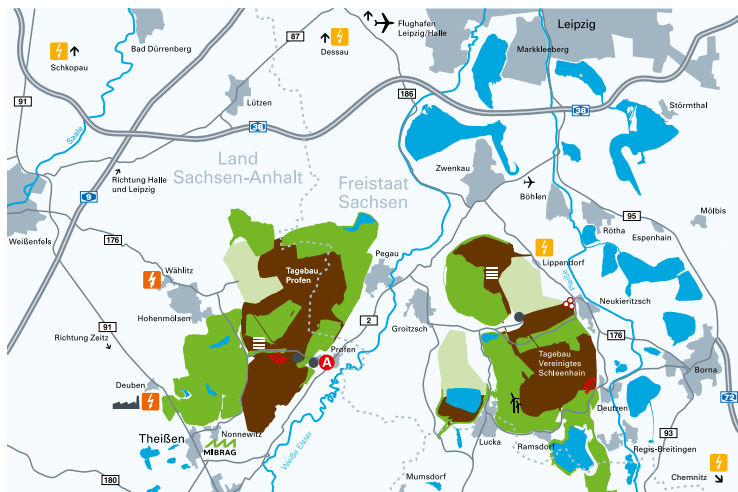 Flughafen
Leipzig/Halle
Leipzig
Markkleeberg
Bad Dürrenberg
87
Dessau
Schkopau
91
Lützen
186
38
38
Störmthal
Saale
Land
Sachsen-Anhalt
Richtung Halle
und Leipzig
Freistaat
Sachsen
Zwenkau
9
Böhlen
95
Mölbis
Weißenfels
176
Rötha
Espenhain
Pegau
Wählitz
Tagebau
Profen
Lippendorf
Pleiße
Hohenmölsen
2
Groitzsch
Neukieritzsch
91
Richtung Zeitz
176
Profen
A
Tagebau
Vereinigtes
Schleenhain
Borna
Deuben
72
Deutzen
Nonnewitz
Theißen
MIBRAG
Weiße Elster
Lucka
Ramsdorf
93
Regis-Breitingen
180
Mumsdorf
Chemnitz